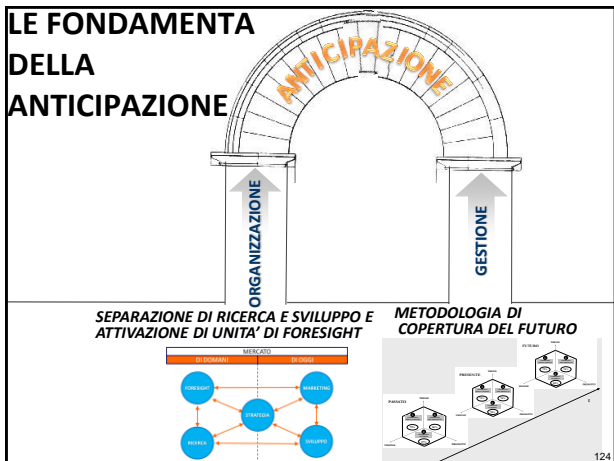 LE FONDAMENTA
DELLA
ANTICIPAZIONE
ANTICIPAZIONE
ORGANIZZAZIONE
GESTIONE
SEPARAZIONE DI RICERCA E SVILUPPO E
ATTIVAZIONE DI UNITA’ DI FORESIGHT
METODOLOGIA DI
COPERTURA DEL FUTURO
MERCATO
DI DOMANI
DI OGGI
FORESIGHT
MARKETING
STRATEGIA
RICERCA
SVILUPPO
FUTURO
PRESENTE
PASSATO
124